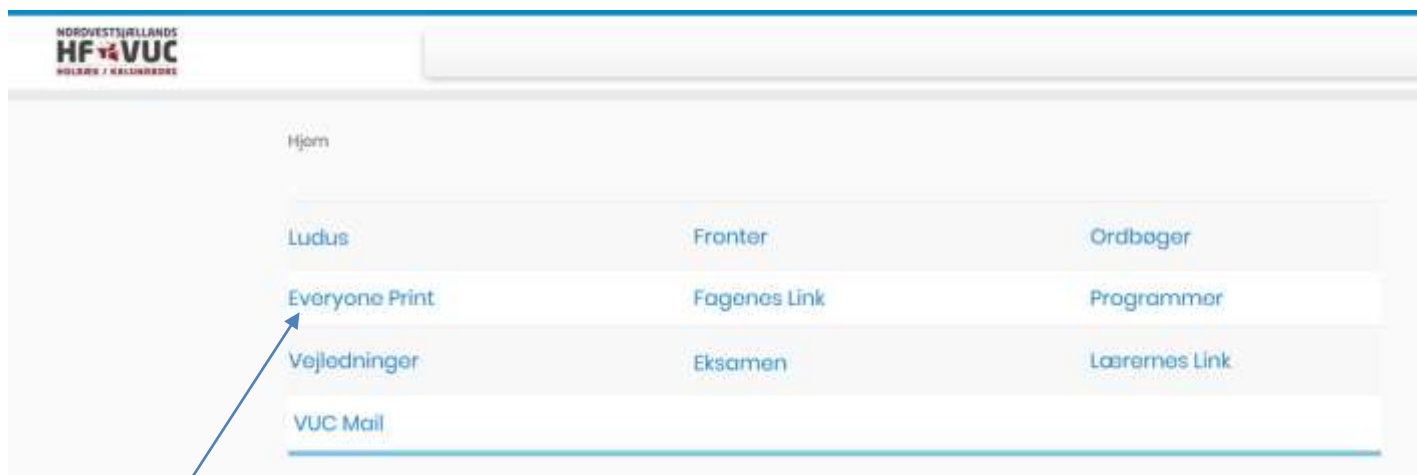 NORDVESTSJÆLLANDS
HF VUC
HOLBÆK / KALUNDBORG
Hjem
Ludus Fronter Ordbøger
Everyone Print Fagenes Link Programmer
Vejledninger Eksamen Lærernes Link
VUC Mail